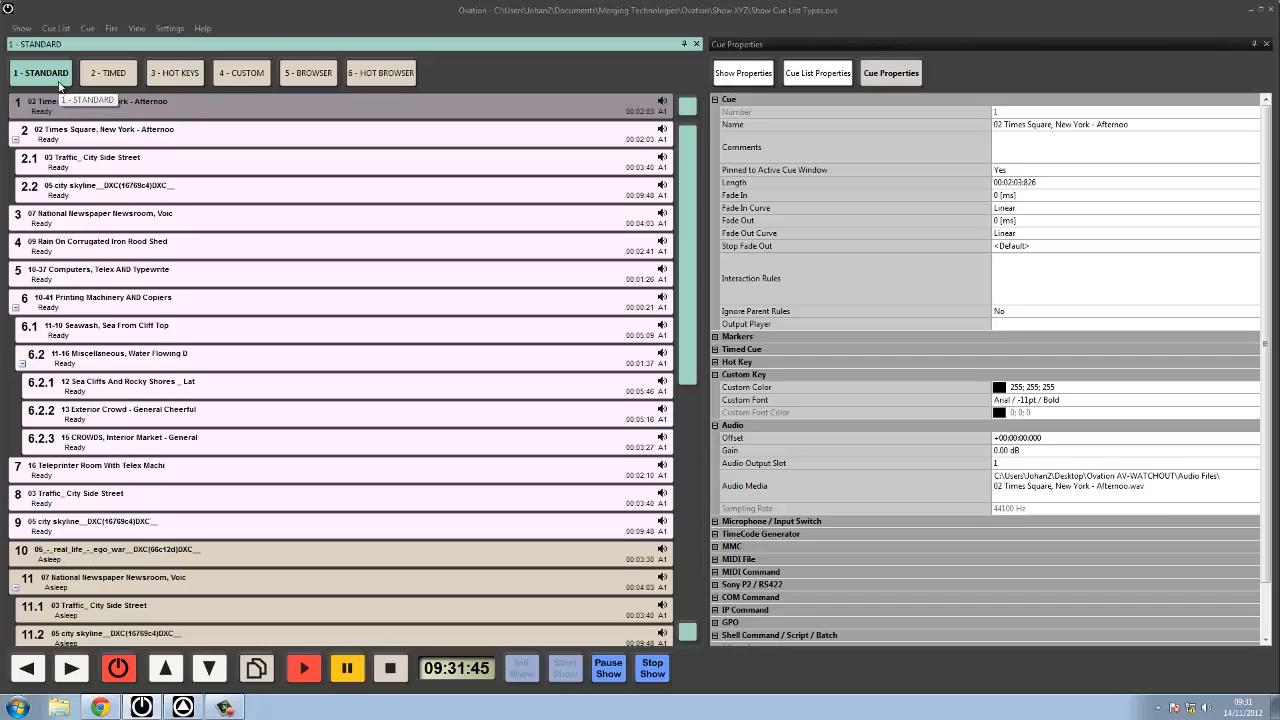 Ovation - C:\Users\JohanZ\Documents\Merging Technologies\Ovation\Show XYZ\Show Cue List Types.ovs
Show Cue List Cue Fire View Settings Help
1 - STANDARD
Cue Properties
1 - STANDARD 2 - TIMED 3 - HOT KEYS 4 - CUSTOM 5 - BROWSER 6 - HOT BROWSER
Show Properties Cue List Properties Cue Properties
1 - STANDARD
1 02 Time rk - Afternoo
Ready 00:02:03 A1
2 02 Times Square, New York - Afternoo
Ready 00:02:03 A1
2.1 03 Traffic_ City Side Street
Ready 00:03:40 A1
2.2 05 city skyline__DXC(16769c4)DXC__
Ready 00:09:48 A1
3 07 National Newspaper Newsroom, Voic
Ready 00:04:03 A1
4 09 Rain On Corrugated Iron Rood Shed
Ready 00:02:41 A1
5 10-37 Computers, Telex AND Typewrite
Ready 00:01:26 A1
6 10-41 Printing Machinery AND Copiers
Ready 00:00:21 A1
6.1 11-10 Seawash, Sea From Cliff Top
Ready 00:05:09 A1
6.2 11-16 Miscellaneous, Water Flowing D
Ready 00:01:37 A1
6.2.1 12 Sea Cliffs And Rocky Shores _ Lat
Ready 00:05:46 A1
6.2.2 13 Exterior Crowd - General Cheerful
Ready 00:05:16 A1
6.2.3 15 CROWDS, Interior Market - General
Ready 00:03:27 A1
7 16 Teleprinter Room With Telex Machi
Ready 00:02:10 A1
8 03 Traffic_ City Side Street
Ready 00:03:40 A1
9 05 city skyline__DXC(16769c4)DXC__
Ready 00:09:48 A1
10 05_-_real_life_-_ego_war__DXC(66c12d)DXC__
Asleep 00:03:30 A1
11 07 National Newspaper Newsroom, Voic
Asleep 00:04:03 A1
11.1 03 Traffic_ City Side Street
Asleep 00:03:40 A1
11.2 05 city skyline__DXC(16769c4)DXC__
Asleep 00:09:48 A1
Cue
Number 1
Name 02 Times Square, New York - Afternoo
Comments
Pinned to Active Cue Window Yes
Length 00:02:03:826
Fade In 0 [ms]
Fade In Curve Linear
Fade Out 0 [ms]
Fade Out Curve Linear
Stop Fade Out <Default>
Interaction Rules
Ignore Parent Rules No
Output Player
Markers
Timed Cue
Hot Key
Custom Key
Custom Color 255; 255; 255
Custom Font Arial / -11pt / Bold
Custom Font Color 0; 0; 0
Audio
Offset +00:00:00:000
Gain 0.00 dB
Audio Output Slot 1
Audio Media C:\Users\JohanZ\Desktop\Ovation AV-WATCHOUT\Audio Files\
02 Times Square, New York - Afternoo.wav
Sampling Rate 44100 Hz
Microphone / Input Switch
TimeCode Generator
MMC
MIDI File
MIDI Command
Sony P2 / RS422
COM Command
IP Command
GPO
Shell Command / Script / Batch
09:31:45
Init Show
Start Show
Pause Show
Stop Show
09:31
14/11/2012